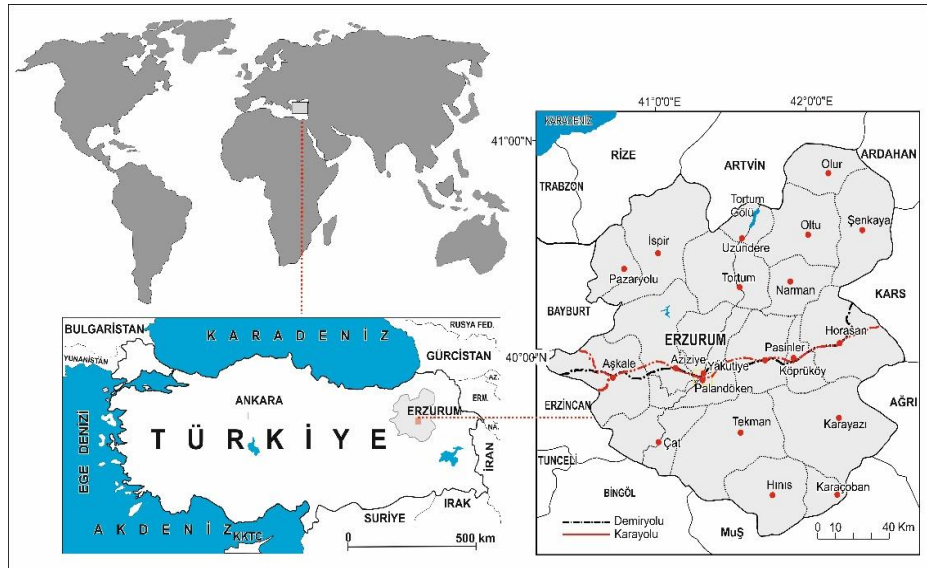 BULGARİSTAN
KARADENİZ
RUSYA FED.
YUNANİSTAN
GÜRCİSTAN
AZ.
ERM.
ANKARA
ERZURUM
NA.
EGE DENİZİ
TÜRKİYE
İRAN
SURİYE
IRAK
AKDENİZ
KKTC
0 500 km
41°0'0"E 42°0'0"E
41°00'N
40°00'N
KARADENİZ
RİZE
ARTVİN
ARDAHAN
TRABZON
Olur
Tortum
Gölü
Oltu
Şenkaya
İspir
Uzundere
Pazaryolu
Tortum
Narman
KARS
BAYBURT
Horasan
ERZURUM
Pasinler
Aşkale
Aziziye
Yakutiye
Köprüköy
Palandöken
ERZİNCAN
AĞRI
Tekman
Karayazı
Çat
TUNCELİ
Hınıs
Karaçoban
BİNGÖL
MuŞ
Demiryolu
Karayolu
0 10 40 Km